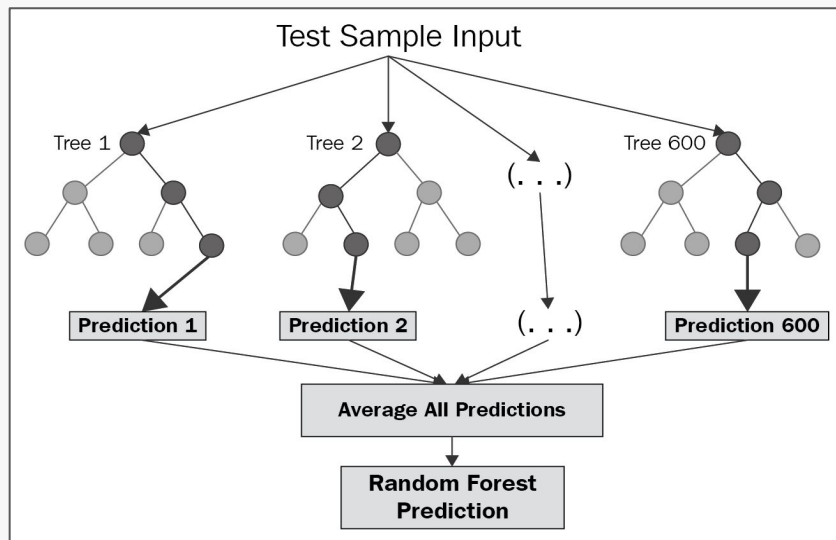 Test Sample Input
Tree 1
Tree 2
(. . .)
Tree 600
Prediction 1
Prediction 2
(. . .)
Prediction 600
Average All Predictions
Random Forest
Prediction